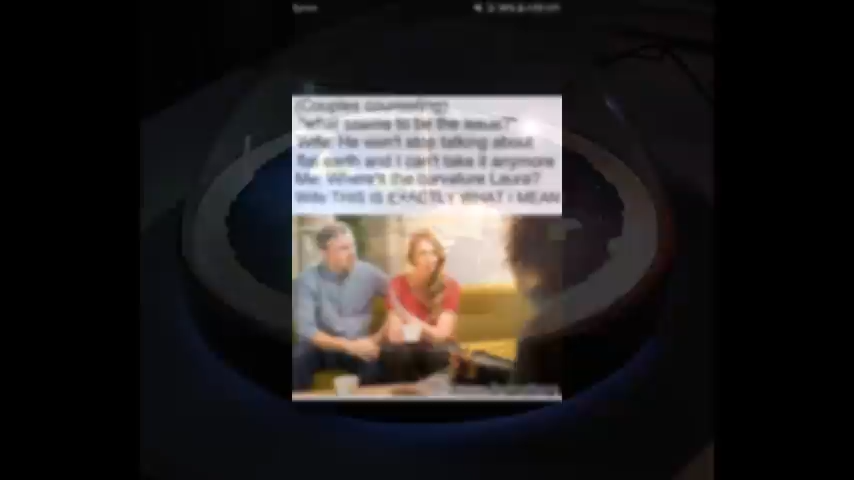 (Couples counseling)
"what seems to be the issue?"
Wife: He won't stop talking about
flat earth and I can't take it anymore
Me: Where's the curvature Laura?
Wife THIS IS EXACTLY WHAT I MEAN